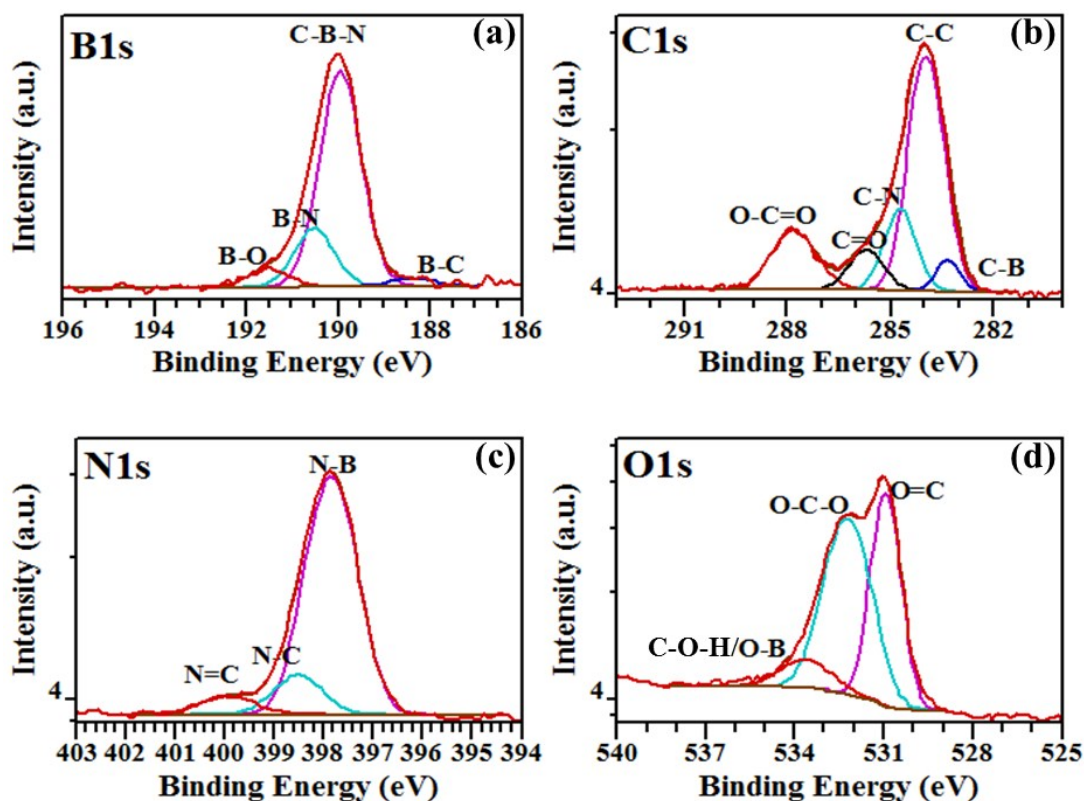 B1s
(a)
C-B-N
B-N
B-O
B-C
Intensity (a.u.)
196 194 192 190 188 186
Binding Energy (eV)
C1s
(b)
C-C
C-N
O-C=O
C=O
C-B
Intensity (a.u.)
4
291 288 285 282
Binding Energy (eV)
N1s
(c)
N-B
N-C
N=C
Intensity (a.u.)
4
403 402 401 400 399 398 397 396 395 394
Binding Energy (eV)
O1s
(d)
O-C-O
O=C
C-O-H/O-B
Intensity (a.u.)
4
540 537 534 531 528 525
Binding Energy (eV)